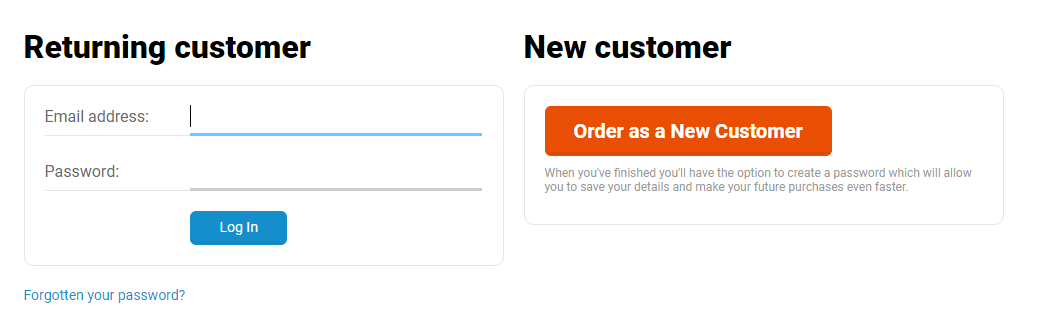 Returning customer
Email address:
Password:
Log In
Forgotten your password?
New customer
Order as a New Customer
When you've finished you'll have the option to create a password which will allow
you to save your details and make your future purchases even faster.